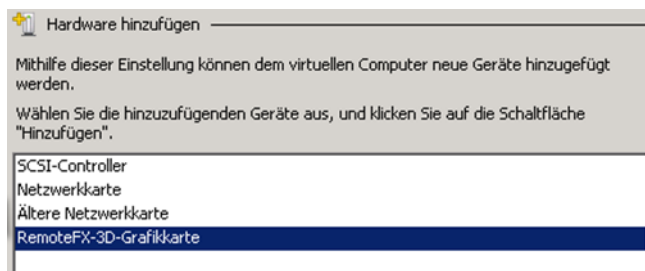 Hardware hinzufügen
Mithilfe dieser Einstellung können dem virtuellen Computer neue Geräte hinzugefügt
werden.
Wählen Sie die hinzuzufügenden Geräte aus, und klicken Sie auf die Schaltfläche
"Hinzufügen".
SCSI-Controller
Netzwerkkarte
Ältere Netzwerkkarte
RemoteFX-3D-Grafikkarte